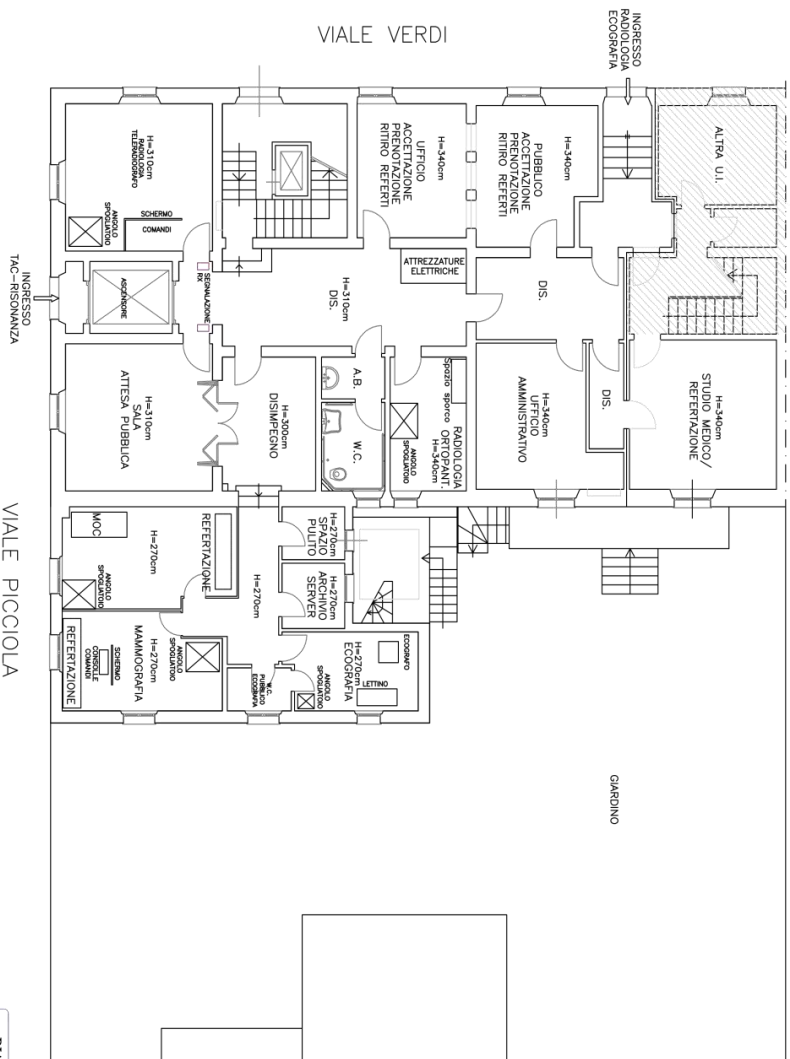 VIALE VERDI
INGRESSO
RADIOLOGIA
ECOGRAFIA
ALTRA U.I.
H=310cm
RADIOLOGIA
TELERADIOGRAFO
ANGOLO
SPOGLIATOIO
SCHERMO
COMANDI
H=340cm
UFFICIO
ACCETTAZIONE
PRENOTAZIONE
RITIRO REFERTI
H=340cm
PUBBLICO
ACCETTAZIONE
PRENOTAZIONE
RITIRO REFERTI
INGRESSO
TAC-RISONANZA
ASCENSORE
SEGNALAZIONE
RX
H=310cm
DIS.
ATTREZZATURE
ELETTRICHE
DIS.
H=310cm
SALA
ATTESA PUBBLICA
H=300cm
DISIMPEGNO
A.B.
W.C.
Spazio sporco
RADIOLOGIA
ORTOPANT.
H=340cm
ANGOLO
SPOGLIATOIO
H=340cm
UFFICIO
AMMINISTRATIVO
DIS.
STUDIO MEDICO/
REFERTAZIONE
VIALE PICCIOLA
MOC
H=270cm
REFERTAZIONE
ANGOLO
SPOGLIATOIO
H=270cm
H=270cm
SPAZIO
PULITO
H=270cm
ARCHIVIO
SERVER
REFERTAZIONE
SCHERMO
CONSOLLE
COMANDI
H=270cm
MAMMOGRAFIA
ANGOLO
SPOGLIATOIO
W.C.
PUBBLICO
ECOGRAFIA
H=270cm
ECOGRAFIA
ANGOLO
SPOGLIATOIO
ECOGRAFO
LETTINO
GIARDINO